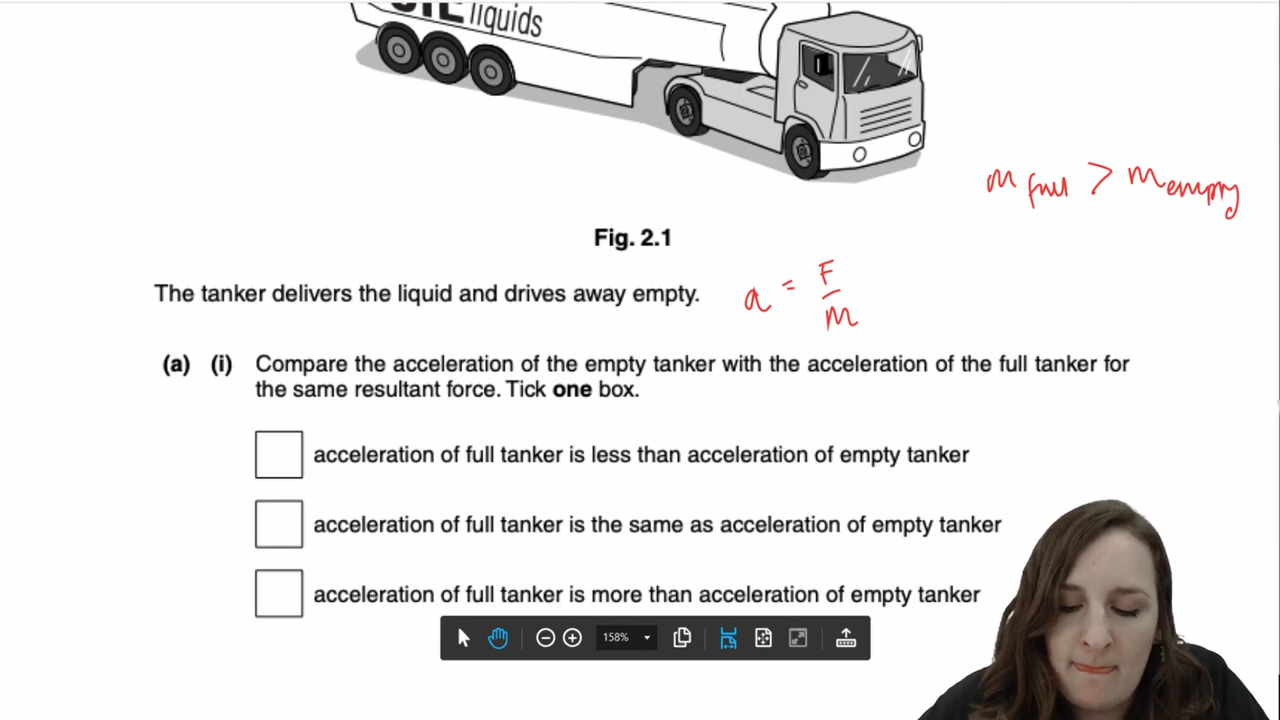 liquids
m full > m empty
Fig. 2.1
The tanker delivers the liquid and drives away empty.
a = F
m
(a) (i) Compare the acceleration of the empty tanker with the acceleration of the full tanker for
the same resultant force. Tick one box.
acceleration of full tanker is less than acceleration of empty tanker
acceleration of full tanker is the same as acceleration of empty tanker
acceleration of full tanker is more than acceleration of empty tanker
158%